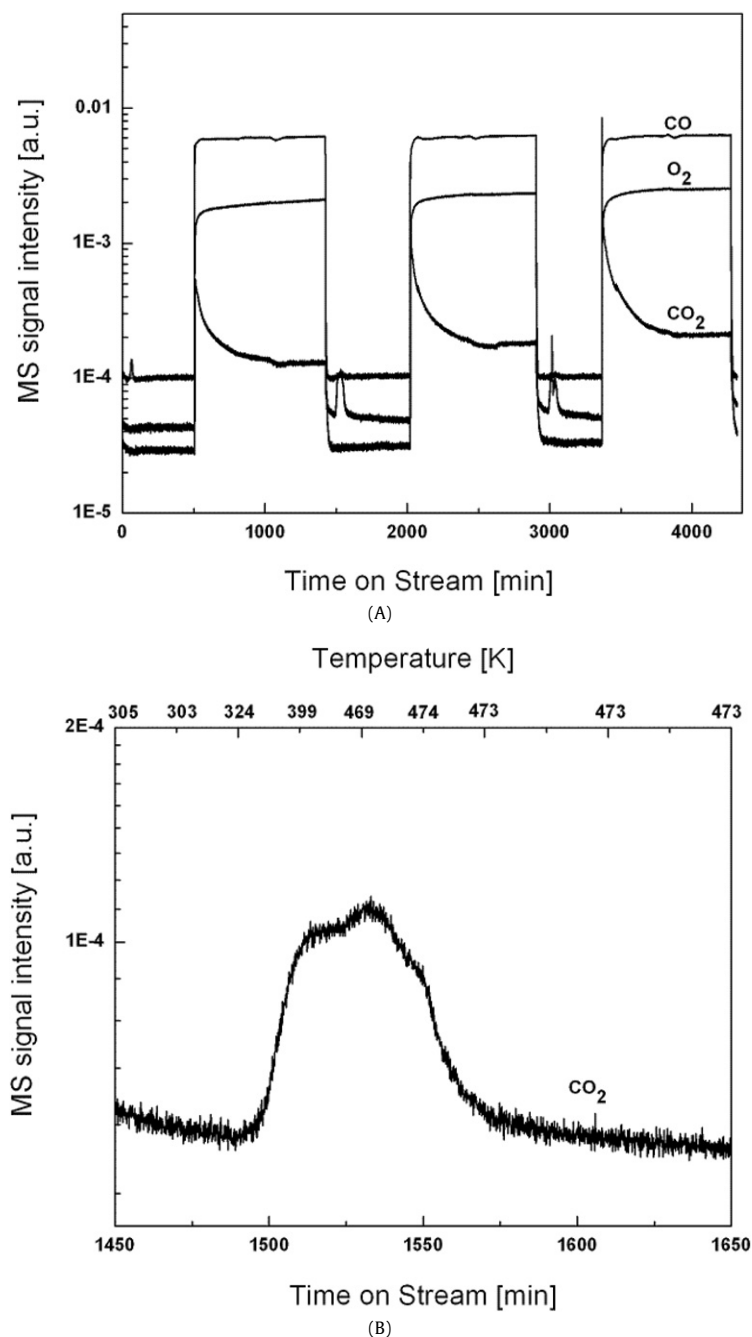 0.01
1E-3
1E-4
1E-5
MS signal intensity [a.u.]
CO
O2
CO2
0 1000 2000 3000 4000
Time on Stream [min]
(A)
Temperature [K]
305 303 324 399 469 474 473 473 473
2E-4
1E-4
MS signal intensity [a.u.]
CO2
1450 1500 1550 1600 1650
Time on Stream [min]
(B)